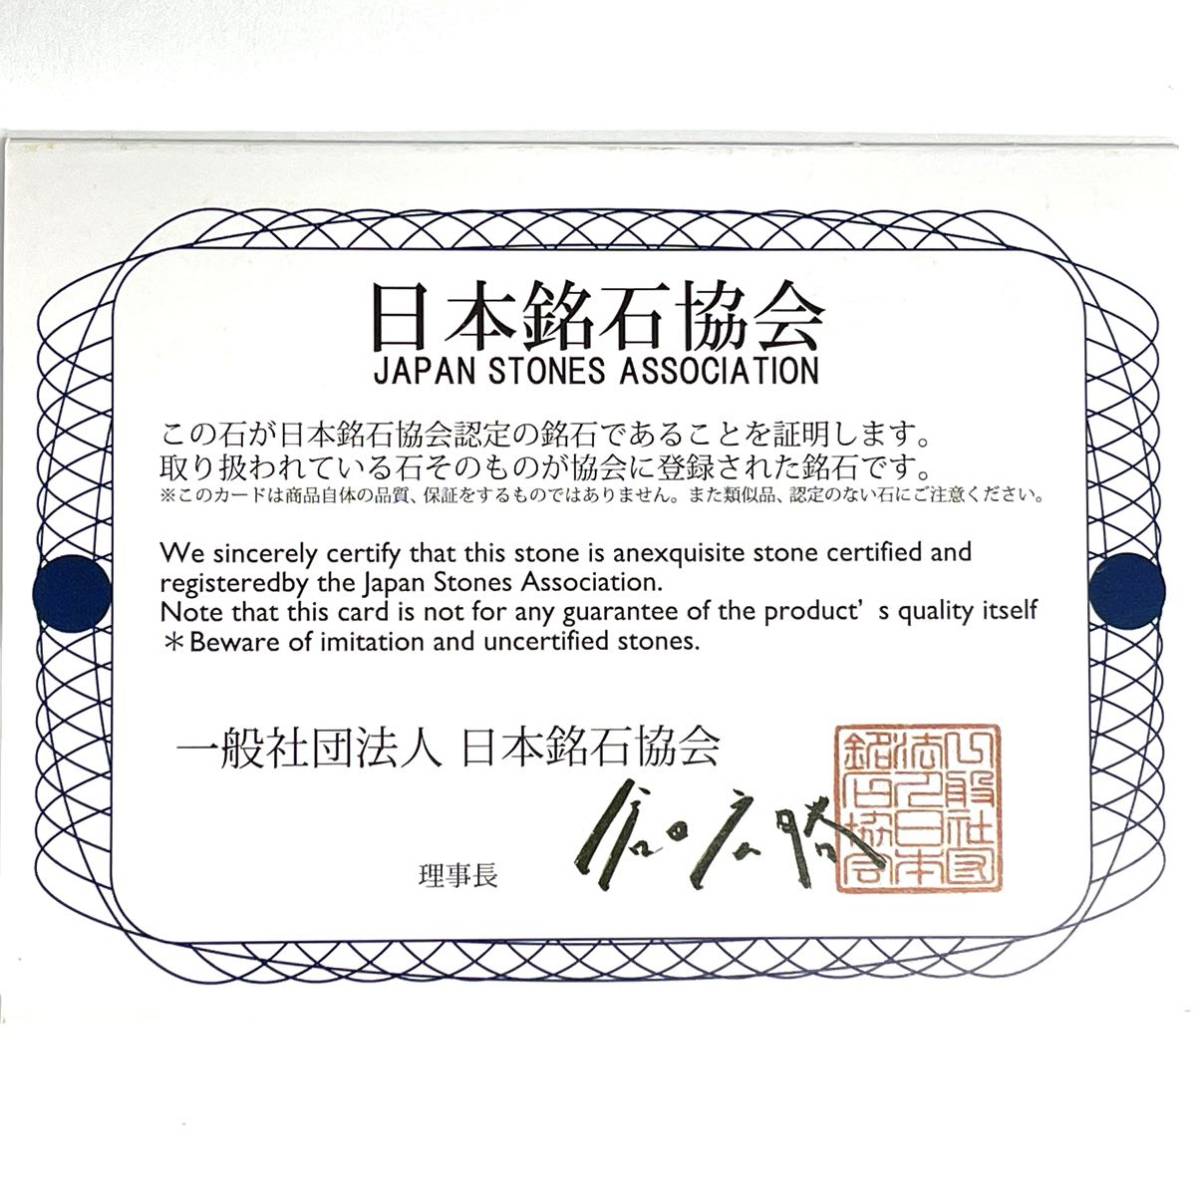 日本銘石協会
JAPAN STONES ASSOCIATION
この石が日本銘石協会認定の銘石であることを証明します。
取り扱われている石そのものが協会に登録された銘石です。
※このカードは商品自体の品質、保証をするものではありません。また類似品、認定のない石にご注意ください。
We sincerely certify that this stone is anexquisite stone certified and
registeredby the Japan Stones Association.
Note that this card is not for any guarantee of the product’s quality itself
＊Beware of imitation and uncertified stones.
一般社団法人 日本銘石協会
理事長